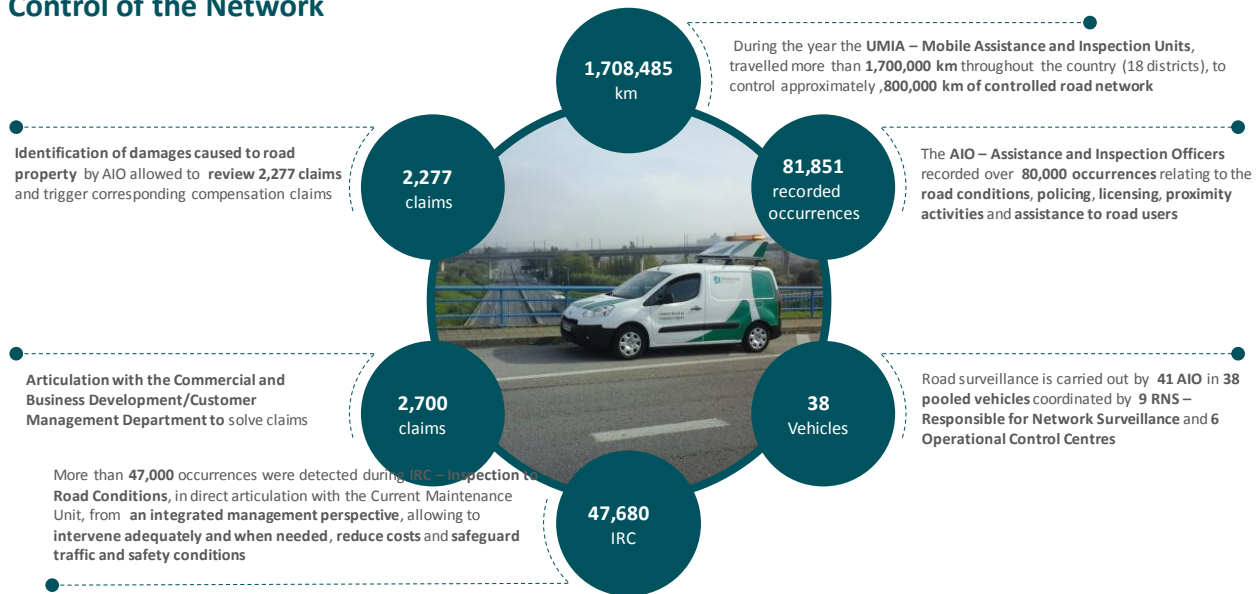 Control of the Network
1,708,485
km
During the year the UMIA – Mobile Assistance and Inspection Units,
travelled more than 1,700,000 km throughout the country (18 districts), to
control approximately ,800,000 km of controlled road network
Identification of damages caused to road
property by AIO allowed to review 2,277 claims
and trigger corresponding compensation claims
2,277
claims
81,851
recorded
occurrences
The AIO – Assistance and Inspection Officers
recorded over 80,000 occurrences relating to the
road conditions, policing, licensing, proximity
activities and assistance to road users
Articulation with the Commercial and
Business Development/Customer
Management Department to solve claims
2,700
claims
38
Vehicles
Road surveillance is carried out by 41 AIO in 38
pooled vehicles coordinated by 9 RNS –
Responsible for Network Surveillance and 6
Operational Control Centres
More than 47,000 occurrences were detected during IRC – Inspection to
Road Conditions, in direct articulation with the Current Maintenance
Unit, from an integrated management perspective, allowing to
intervene adequately and when needed, reduce costs and safeguard
traffic and safety conditions
47,680
IRC